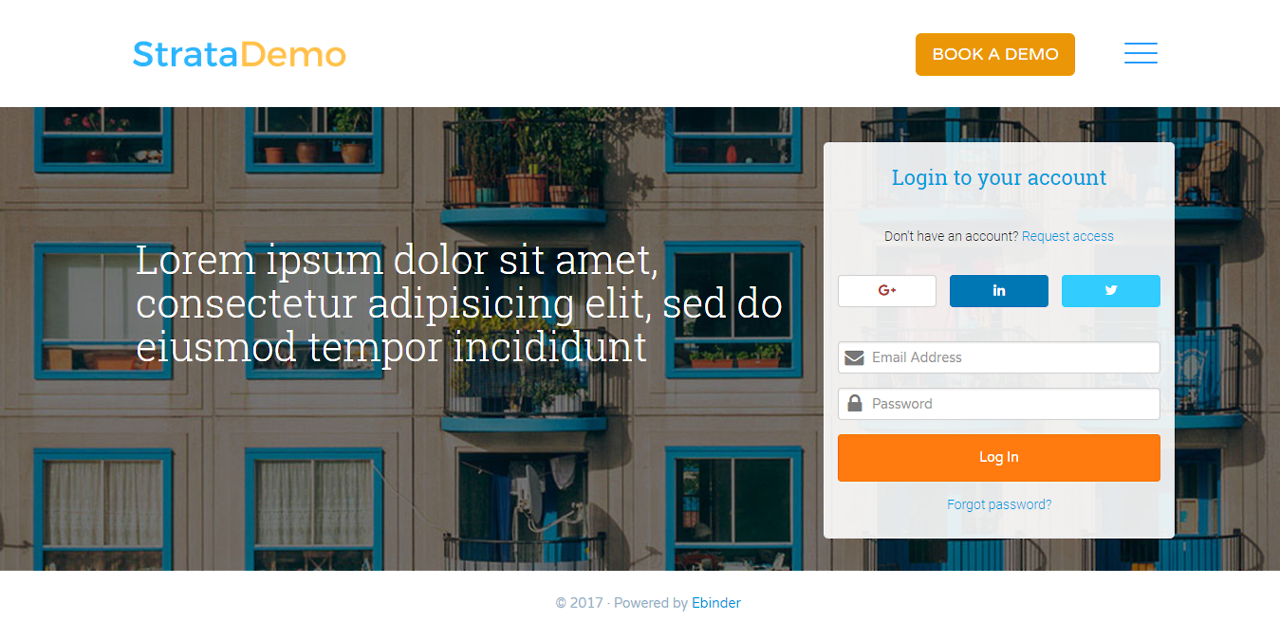 StrataDemo
BOOK A DEMO
Lorem ipsum dolor sit amet,
consectetur adipisicing elit, sed do
eiusmod tempor incididunt
Login to your account
Don't have an account? Request access
G+
in
Email Address
Password
Log In
Forgot password?
© 2017 · Powered by Ebinder